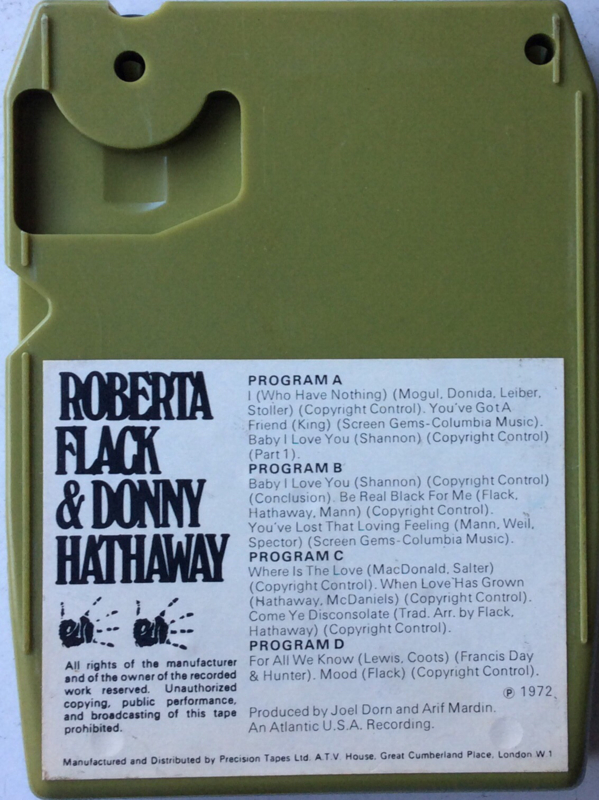 ROBERTA
FLACK
& DONNY
HATHAWAY
All rights of the manufacturer
and of the owner of the recorded
work reserved. Unauthorized
copying, public performance,
and broadcasting of this tape
prohibited.
PROGRAM A
I (Who Have Nothing) (Mogul, Donida, Leiber,
Stoller) (Copyright Control). You've Got A
Friend (King) (Screen Gems-Columbia Music).
Baby I Love You (Shannon) (Copyright Control)
(Part 1).
PROGRAM B
Baby I Love You (Shannon) (Copyright Control)
(Conclusion). Be Real Black For Me (Flack,
Hathaway, Mann) (Copyright Control).
You've Lost That Loving Feeling (Mann, Weil,
Spector) (Screen Gems-Columbia Music).
PROGRAM C
Where Is The Love (MacDonald, Salter)
(Copyright Control). When Love Has Grown
(Hathaway, McDaniels) (Copyright Control).
Come Ye Disconsolate (Trad. Arr. by Flack,
Hathaway) (Copyright Control).
PROGRAM D
For All We Know (Lewis, Coots) (Francis Day
& Hunter). Mood (Flack) (Copyright Control).
℗ 1972
Produced by Joel Dorn and Arif Mardin.
An Atlantic U.S.A. Recording.
Manufactured and Distributed by Precision Tapes Ltd. A.T.V. House, Great Cumberland Place, London W.1